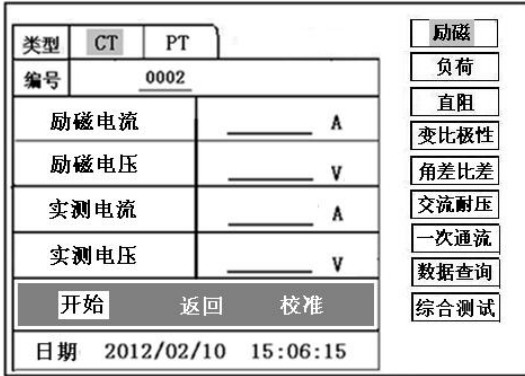 类型 CT PT
编号 0002
励磁电流 A
励磁电压 V
实测电流 A
实测电压 V
开始 返回 校准
日期 2012/02/10 15:06:15
励磁
负荷
直阻
变比极性
角差比差
交流耐压
一次通流
数据查询
综合测试